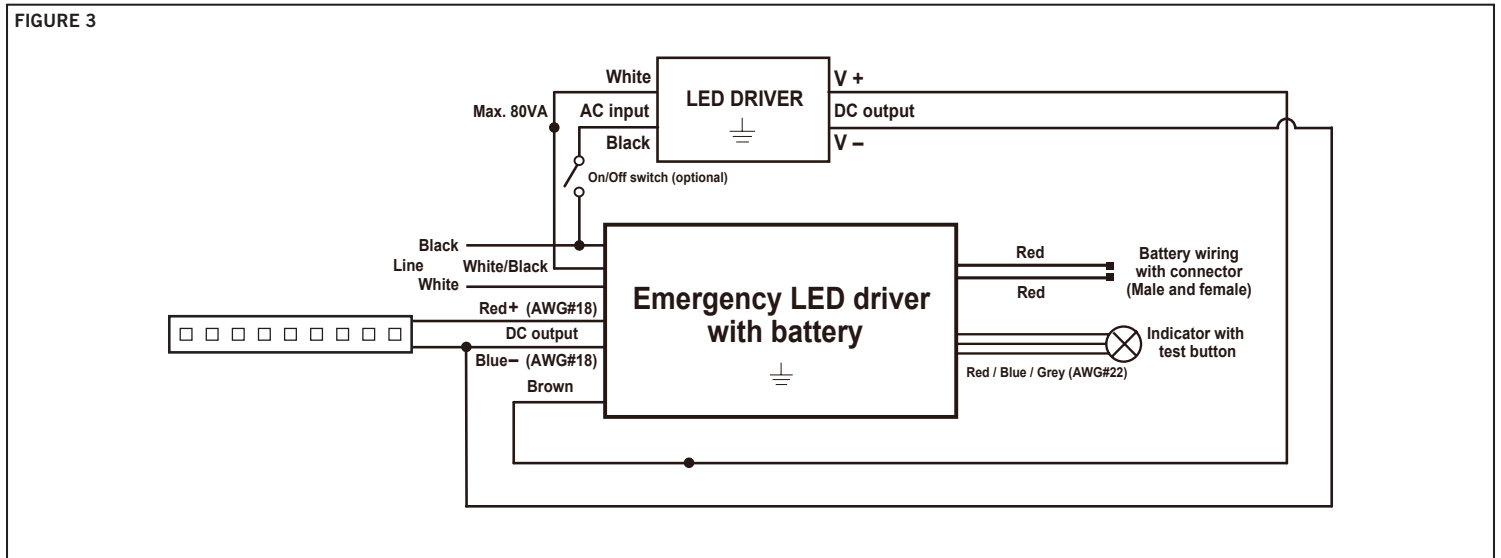 FIGURE 3
White
V +
LED DRIVER
Max. 80VA
AC input
DC output
Black
V −
On/Off switch (optional)
Black
Line
White/Black
White
Red+ (AWG#18)
DC output
Blue− (AWG#18)
Brown
Emergency LED driver
with battery
Red
Red
Battery wiring
with connector
(Male and female)
Indicator with
test button
Red / Blue / Grey (AWG#22)